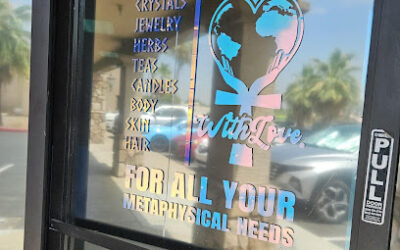 CRYSTALS
JEWELRY
HERBS
TEAS
CANDLES
BODY
SKIN
HAIR
With Love
FOR ALL YOUR
METAPHYSICAL NEEDS
PULL